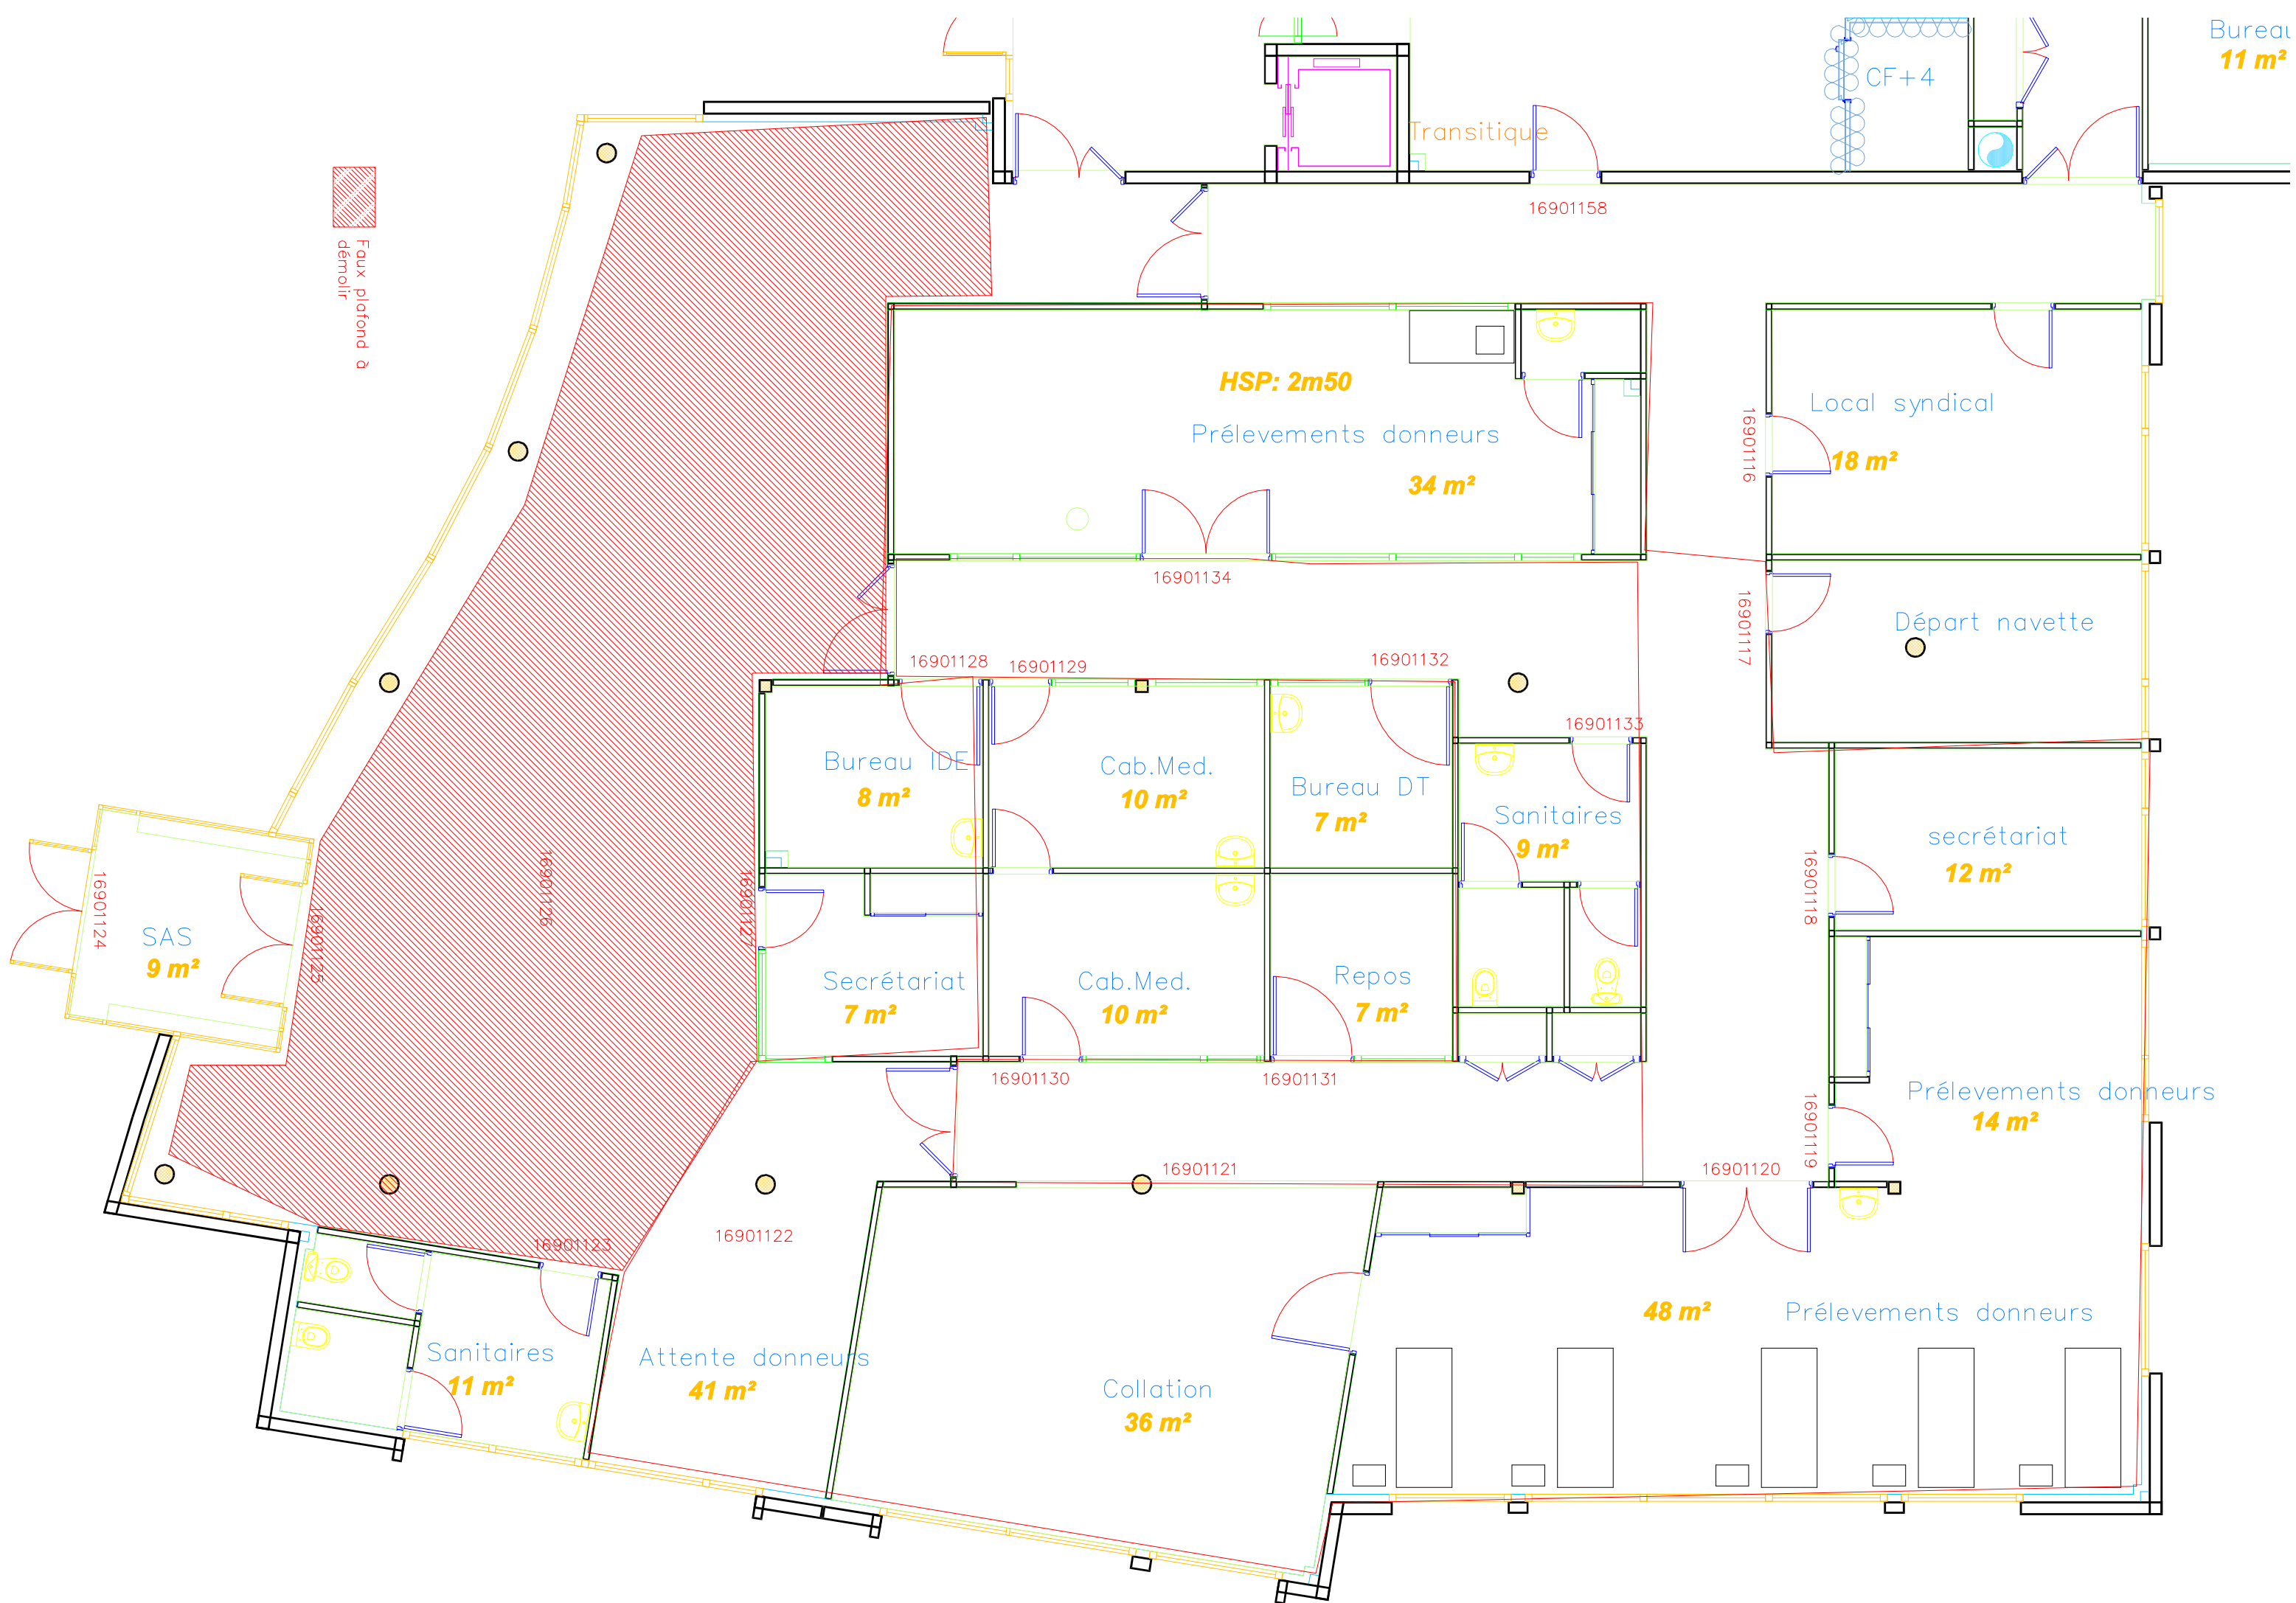 Bureau
11 m²
CF+4
Transitique
16901158
Faux plafond à
démolir
HSP: 2m50
Prélevements donneurs
34 m²
16901116
Local syndical
18 m²
16901134
16901117
Départ navette
16901128
16901129
16901132
16901133
Bureau IDE
8 m²
Cab.Med.
10 m²
Bureau DT
7 m²
Sanitaires
9 m²
secrétariat
12 m²
16901124
SAS
9 m²
16901125
16901126
16901127
16901118
Secrétariat
7 m²
Cab.Med.
10 m²
Repos
7 m²
16901130
16901131
Prélevements donneurs
14 m²
16901119
16901121
16901120
16901122
16901123
48 m²
Prélevements donneurs
Sanitaires
11 m²
Attente donneurs
41 m²
Collation
36 m²